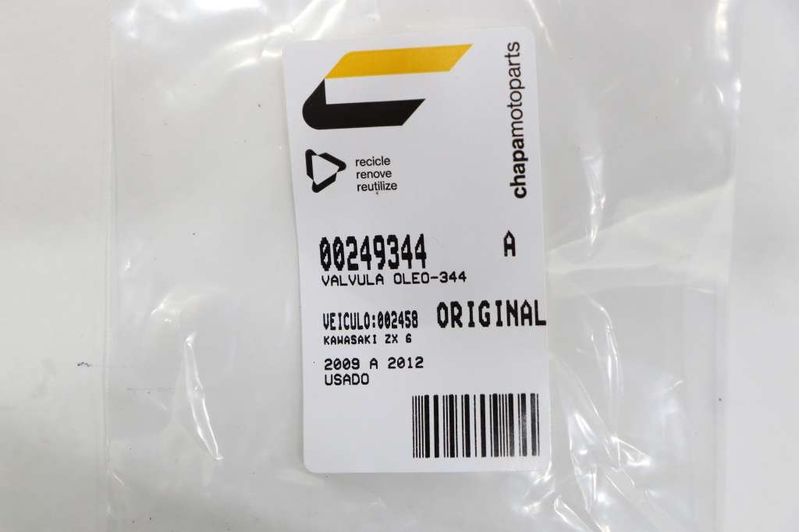 chapamotoparts
recicle
renove
reutilize
00249344 A
VALVULA OLEO-344
VEICULO:002458 ORIGINAL
KAWASAKI ZX 6
2009 A 2012
USADO